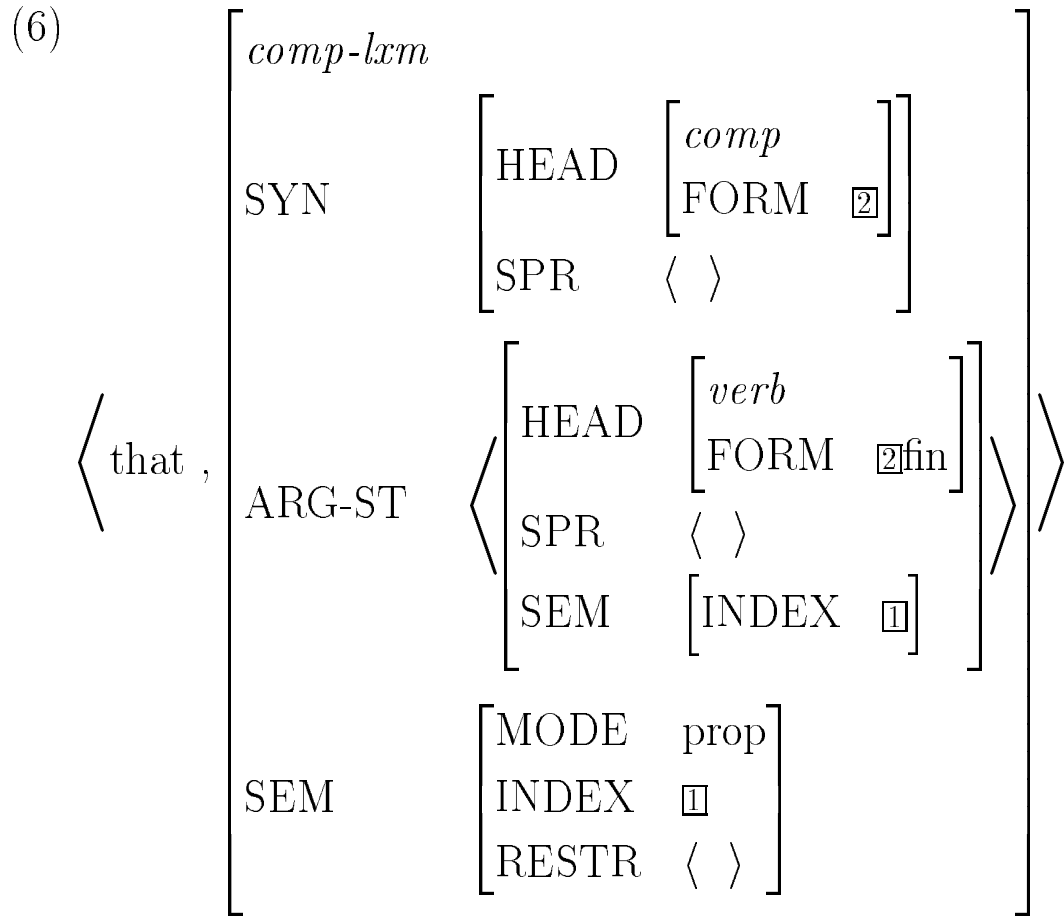 (6)
comp-lxm
SYN HEAD comp
FORM 2
SPR ⟨ ⟩
⟨that , ARG-ST ⟨HEAD verb
FORM 2fin
SPR ⟨ ⟩
SEM [INDEX 1]⟩⟩
SEM MODE prop
INDEX 1
RESTR ⟨ ⟩